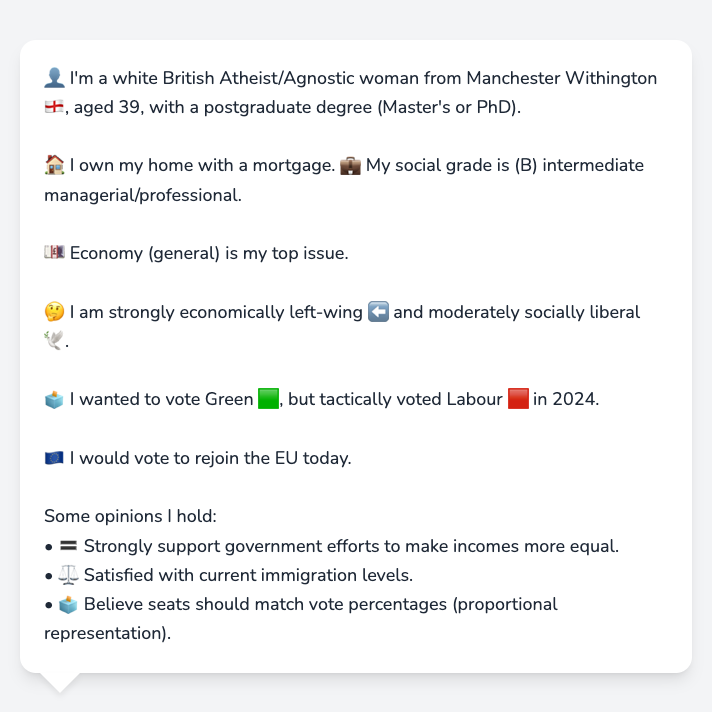 👤 I'm a white British Atheist/Agnostic woman from Manchester Withington
🏴󠁧󠁢󠁥󠁮󠁧󠁿, aged 39, with a postgraduate degree (Master's or PhD).
🏠 I own my home with a mortgage. 💼 My social grade is (B) intermediate
managerial/professional.
💷 Economy (general) is my top issue.
🤔 I am strongly economically left-wing ⬅️ and moderately socially liberal
🕊️.
🗳️ I wanted to vote Green 🟩, but tactically voted Labour 🟥 in 2024.
🇪🇺 I would vote to rejoin the EU today.
Some opinions I hold:
• 🟰 Strongly support government efforts to make incomes more equal.
• ⚖️ Satisfied with current immigration levels.
• 🗳️ Believe seats should match vote percentages (proportional
representation).